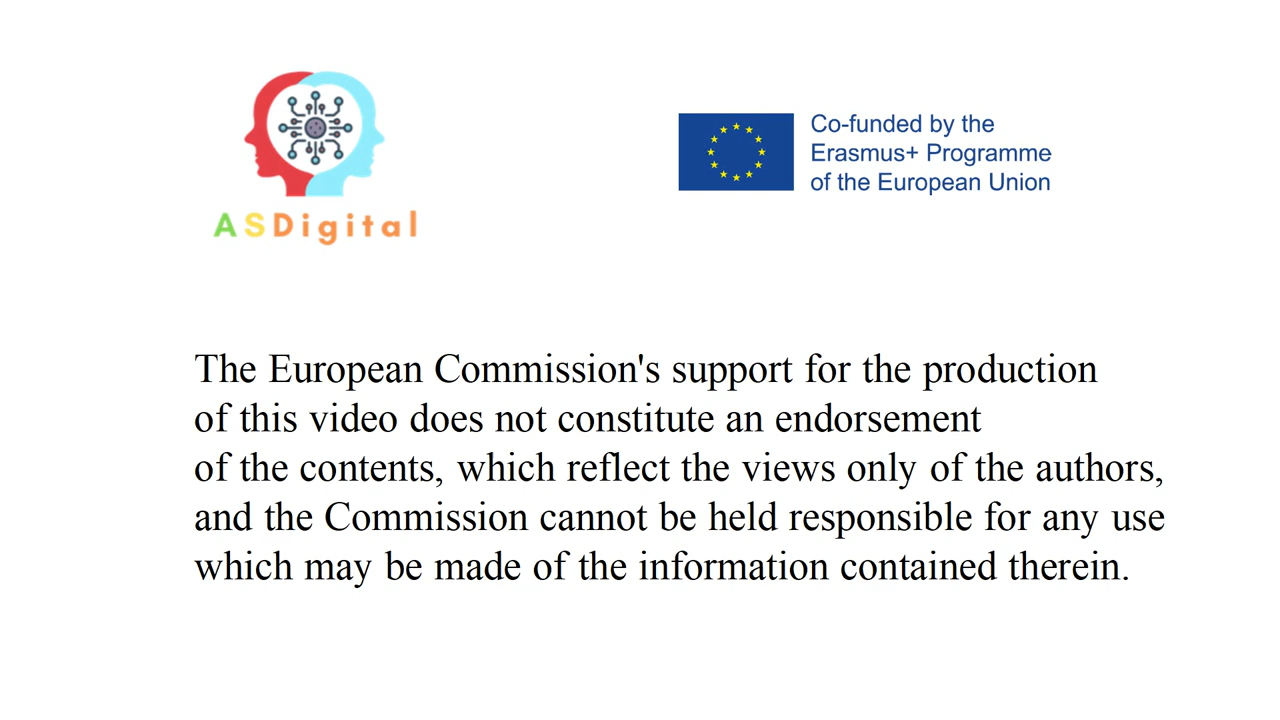 ASDigital
Co-funded by the
Erasmus+ Programme
of the European Union
The European Commission's support for the production
of this video does not constitute an endorsement
of the contents, which reflect the views only of the authors,
and the Commission cannot be held responsible for any use
which may be made of the information contained therein.